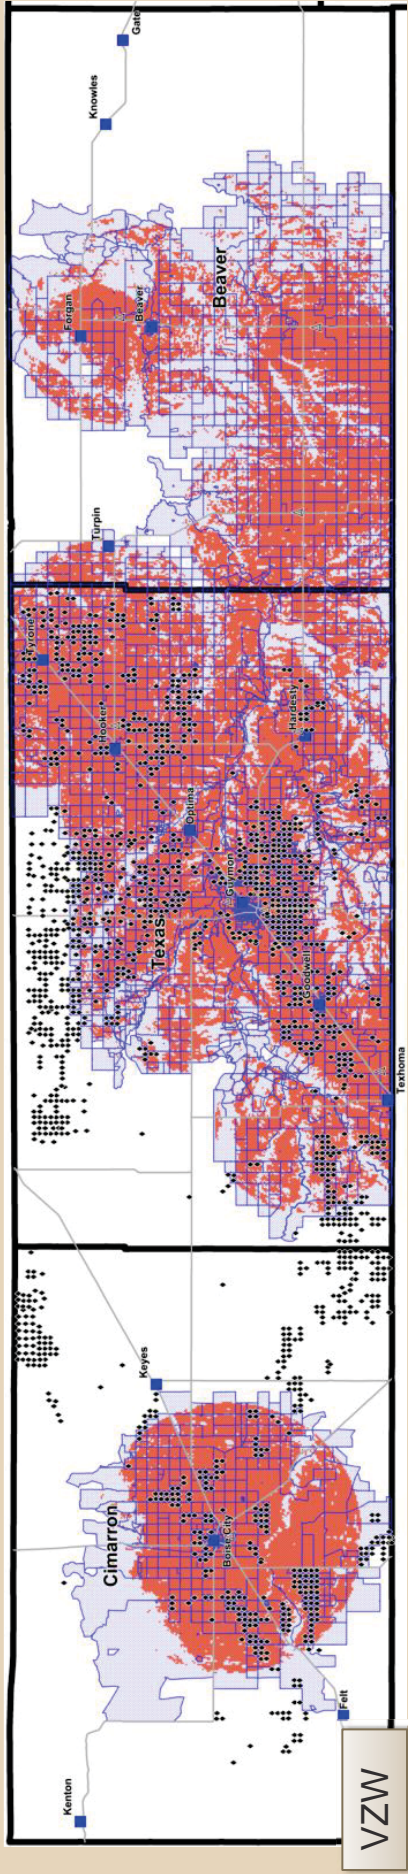 Gate
Knowles
Forgan
Beaver
Beaver
Turpin
Tyrone
Hooker
Hardesty
Optima
Guymon
Texas
Goodwell
Texhoma
Keyes
Cimarron
Boise City
Felt
Kenton
VZW